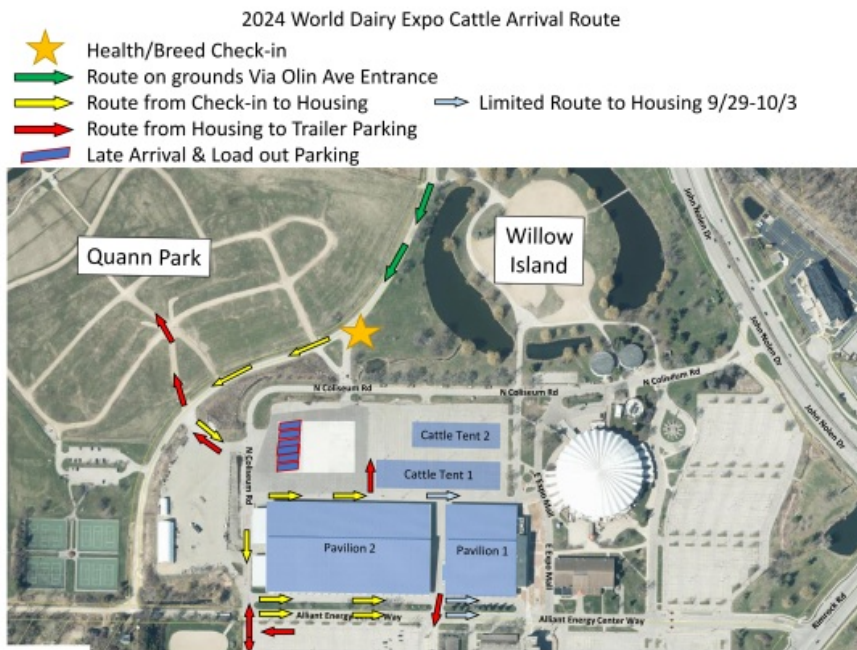 2024 World Dairy Expo Cattle Arrival Route
Health/Breed Check-in
Route on grounds Via Olin Ave Entrance
Route from Check-in to Housing
Limited Route to Housing 9/29-10/3
Route from Housing to Trailer Parking
Late Arrival & Load out Parking
John Nolen Dr
Quann Park
Willow
Island
John Nolen Dr
N Coliseum Rd
N Coliseum Rd
N Coliseum Rd
John Nolen Dr
Cattle Tent 2
Cattle Tent 1
N Coliseum Rd
E Expo Mall
Pavilion 2
Pavilion 1
E Expo Mall
Alliant Energy
Way
Alliant Energy Center Way
Rimrock Rd